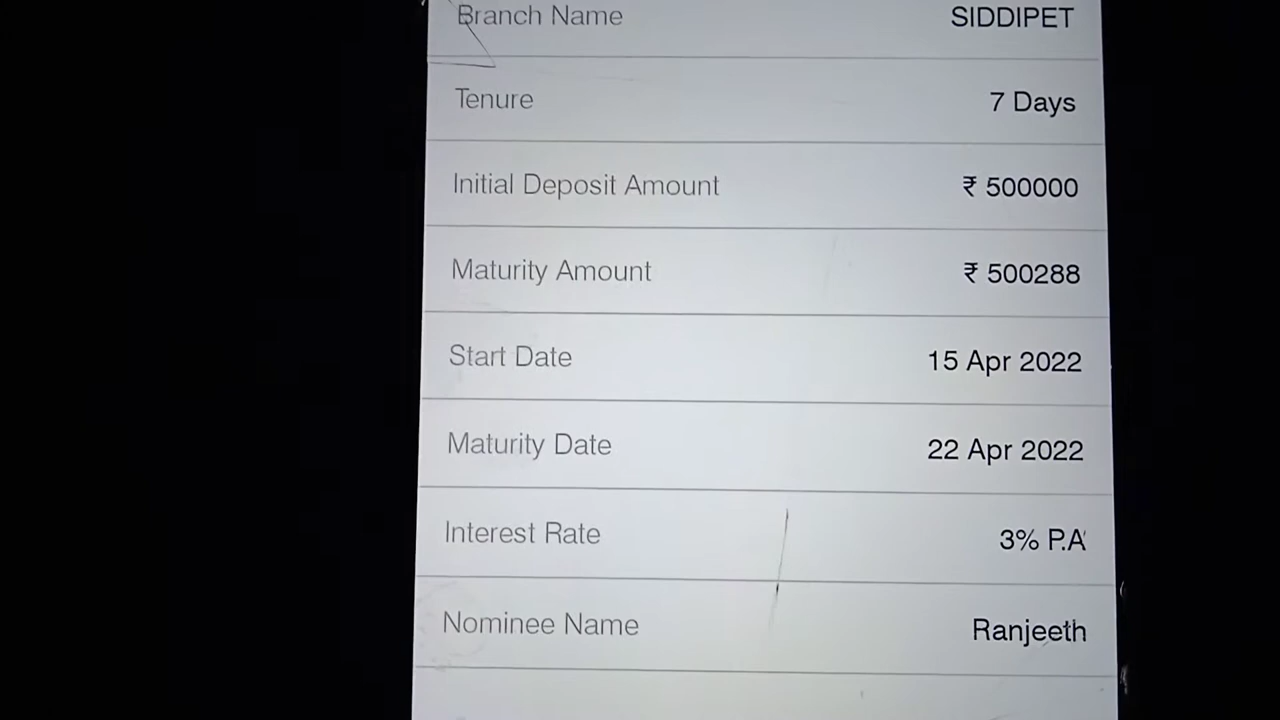 Branch Name SIDDIPET
Tenure 7 Days
Initial Deposit Amount ₹ 500000
Maturity Amount ₹ 500288
Start Date 15 Apr 2022
Maturity Date 22 Apr 2022
Interest Rate 3% P.A
Nominee Name Ranjeeth